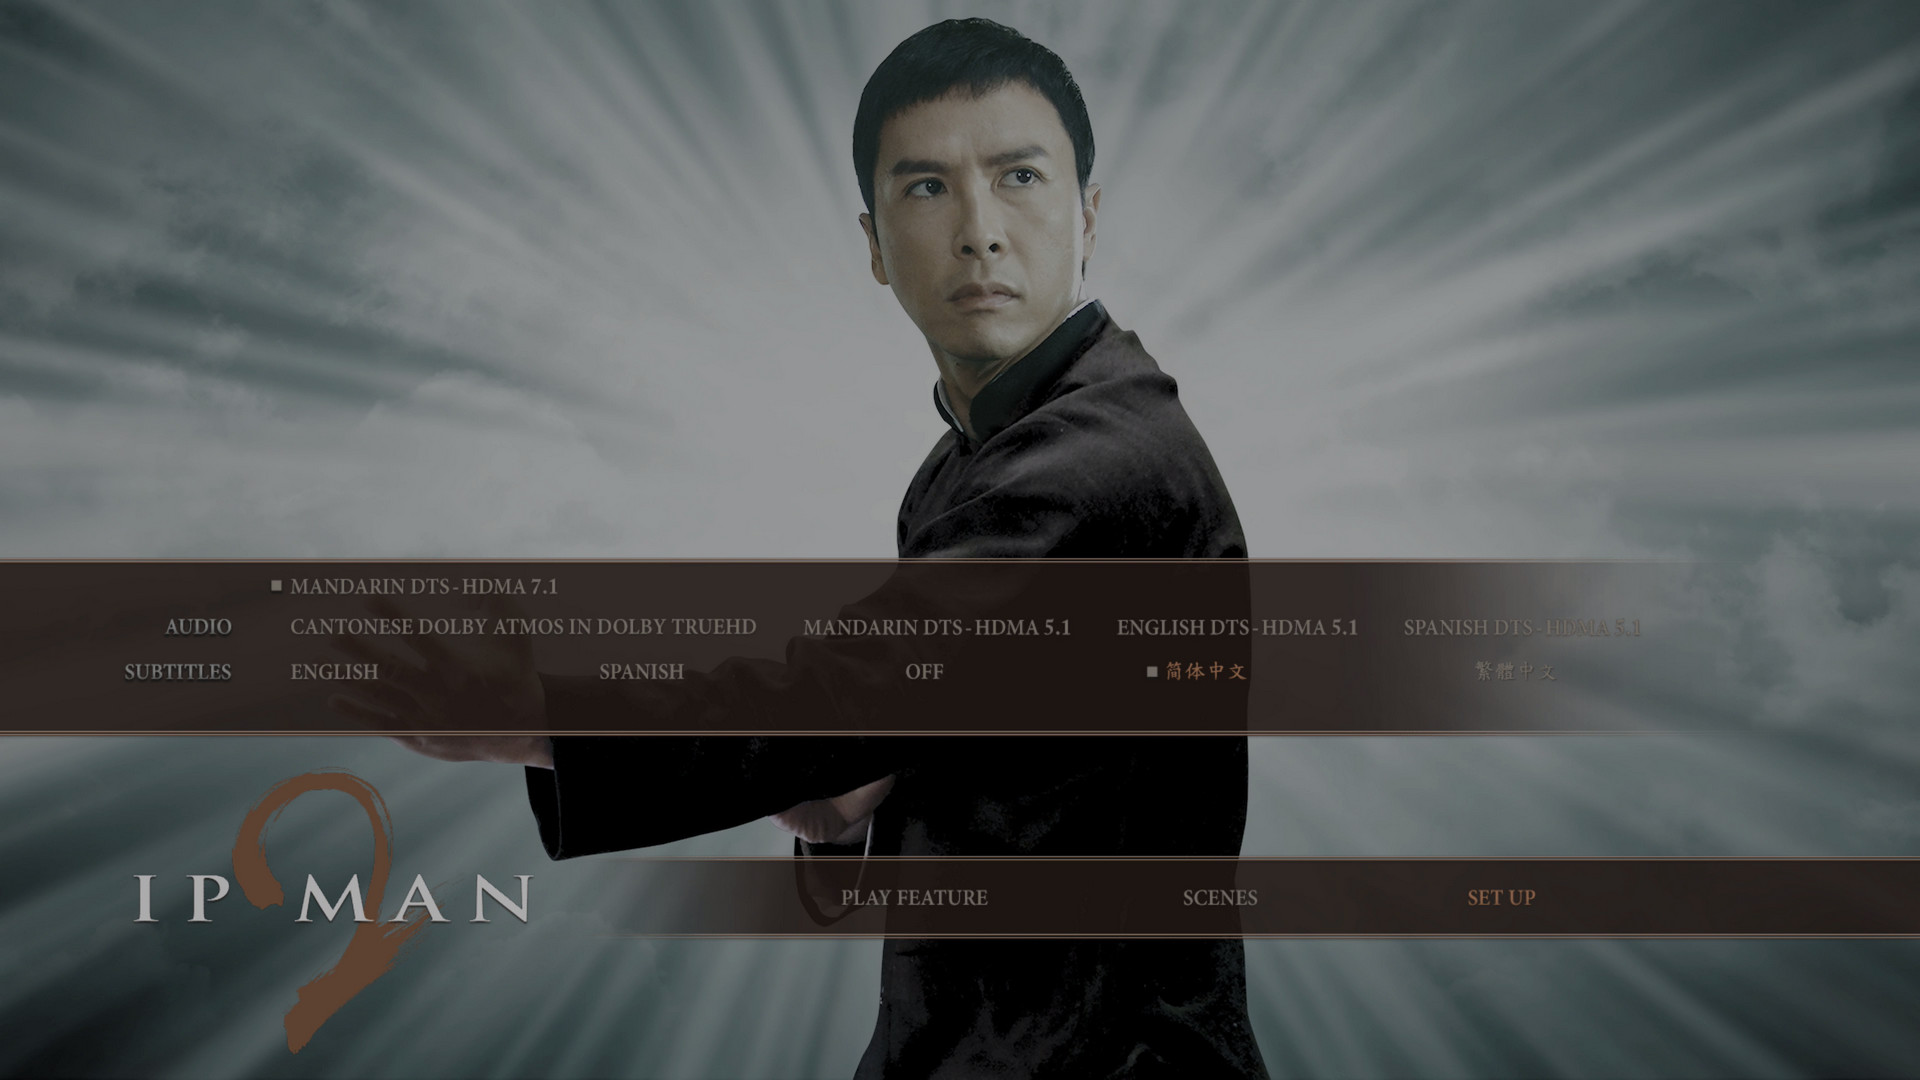 MANDARIN DTS-HDMA 7.1
AUDIO CANTONESE DOLBY ATMOS IN DOLBY TRUEHD MANDARIN DTS-HDMA 5.1 ENGLISH DTS-HDMA 5.1 SPANISH DTS-HDMA 5.1
SUBTITLES ENGLISH SPANISH OFF 简体中文 繁體中文
IP MAN 2
PLAY FEATURE SCENES SET UP